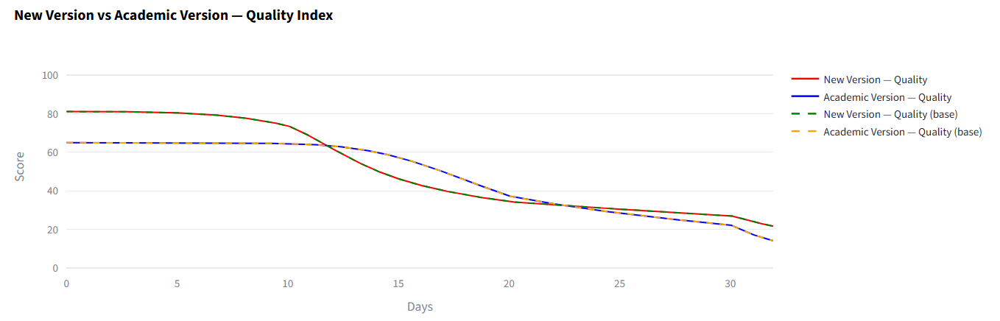 New Version vs Academic Version — Quality Index
100
80
60
40
20
0
Score
0 5 10 15 20 25 30
Days
New Version — Quality
Academic Version — Quality
New Version — Quality (base)
Academic Version — Quality (base)